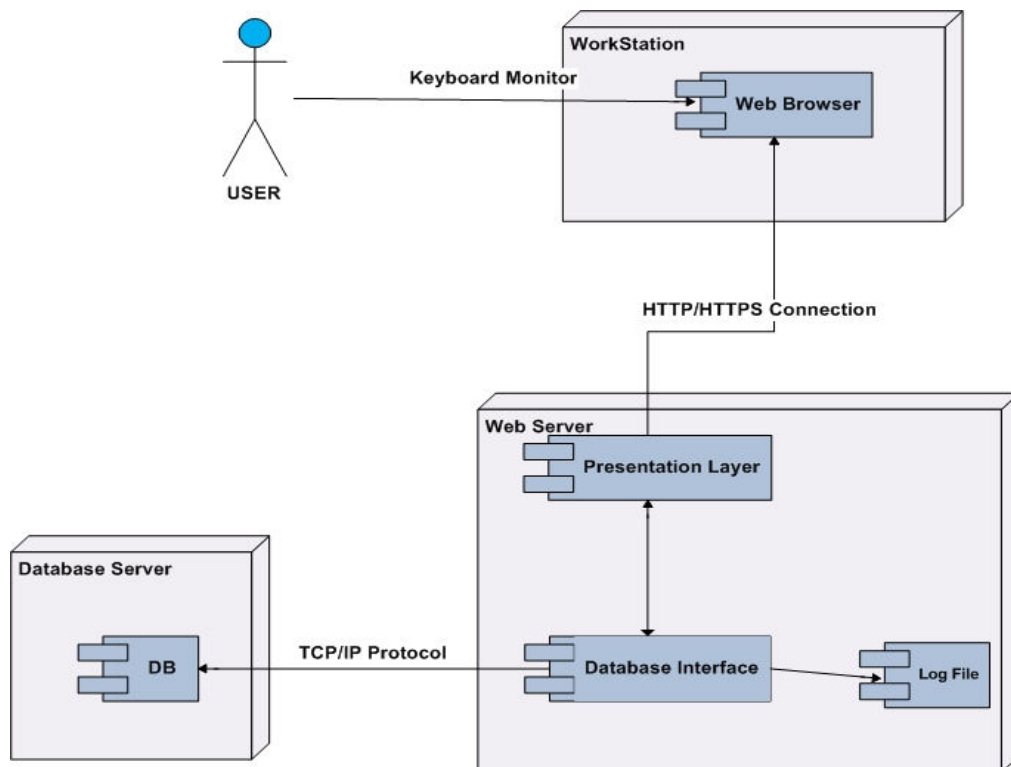 WorkStation
Keyboard Monitor
Web Browser
USER
HTTP/HTTPS Connection
Web Server
Presentation Layer
Database Server
TCP/IP Protocol
DB
Database Interface
Log File